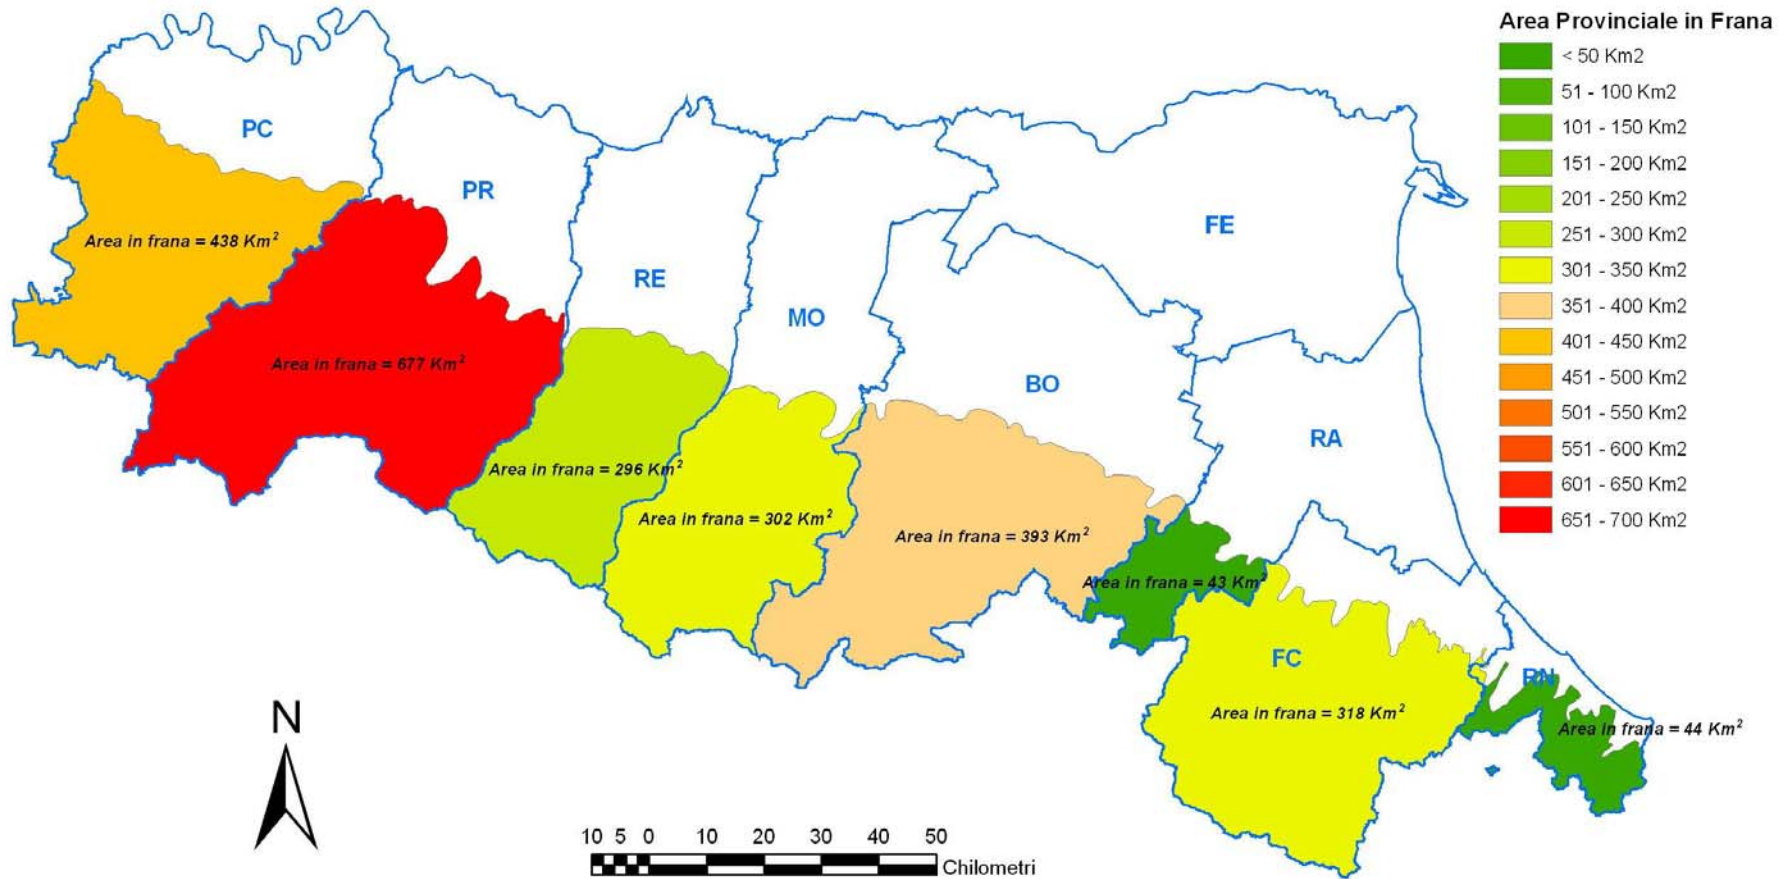 Area Provinciale in Frana
< 50 Km2
51 - 100 Km2
101 - 150 Km2
151 - 200 Km2
201 - 250 Km2
251 - 300 Km2
301 - 350 Km2
351 - 400 Km2
401 - 450 Km2
451 - 500 Km2
501 - 550 Km2
551 - 600 Km2
601 - 650 Km2
651 - 700 Km2
PC
PR
RE
MO
BO
FE
RA
FC
RN
Area in frana = 438 Km²
Area in frana = 677 Km²
Area in frana = 296 Km²
Area in frana = 302 Km²
Area in frana = 393 Km²
Area in frana = 43 Km²
Area in frana = 318 Km²
Area in frana = 44 Km²
N
10 5 0 10 20 30 40 50
Chilometri